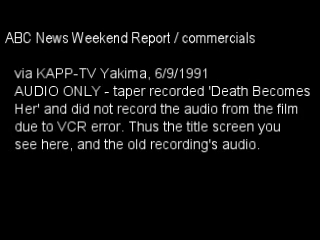 ABC News Weekend Report / commercials
via KAPP-TV Yakima, 6/9/1991
AUDIO ONLY - taper recorded 'Death Becomes
Her' and did not record the audio from the film
due to VCR error. Thus the title screen you
see here, and the old recording's audio.